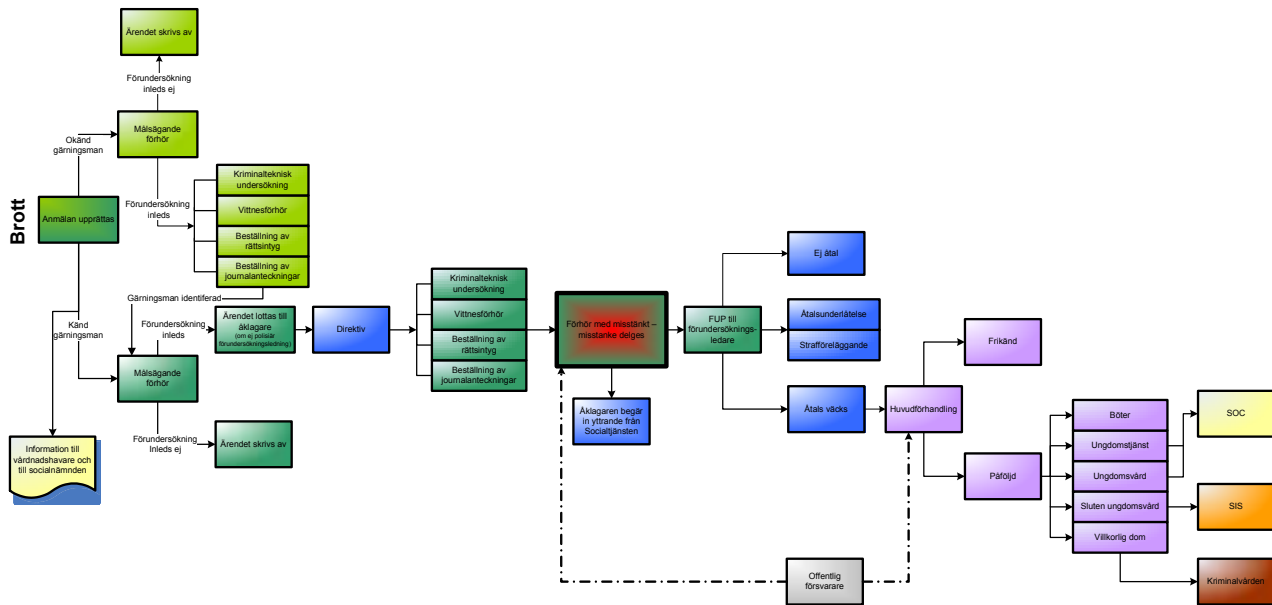 Brott
Ärendet skrivs av
Förundersökning
inleds ej
Målsägande
förhör
Okänd
gärningsman
Anmälan upprättas
Förundersökning
inleds
Kriminalteknisk
undersökning
Vittnesförhör
Beställning av
rättsintyg
Beställning av
journalanteckningar
Gärningsman identifierad
Känd
gärningsman
Förundersökning
inleds
Målsägande
förhör
Förundersökning
Inleds ej
Ärendet skrivs av
Information till
vårdnadshavare och
till socialnämnden
Ärendet lottas till
åklagare
(om ej polisiär
förundersökningsledning)
Direktiv
Kriminalteknisk
undersökning
Vittnesförhör
Beställning av
rättsintyg
Beställning av
journalanteckningar
Förhör med misstänkt –
misstanke delges
Åklagaren begär
in yttrande från
Socialtjänsten
FUP till
förundersöknings-
ledare
Ej åtal
Åtalsunderlåtelse
Strafföreläggande
Åtals väcks
Huvudförhandling
Frikänd
Påföljd
Böter
Ungdomstjänst
Ungdomsvård
Sluten ungdomsvård
Villkorlig dom
SOC
SIS
Kriminalvården
Offentlig
försvarare